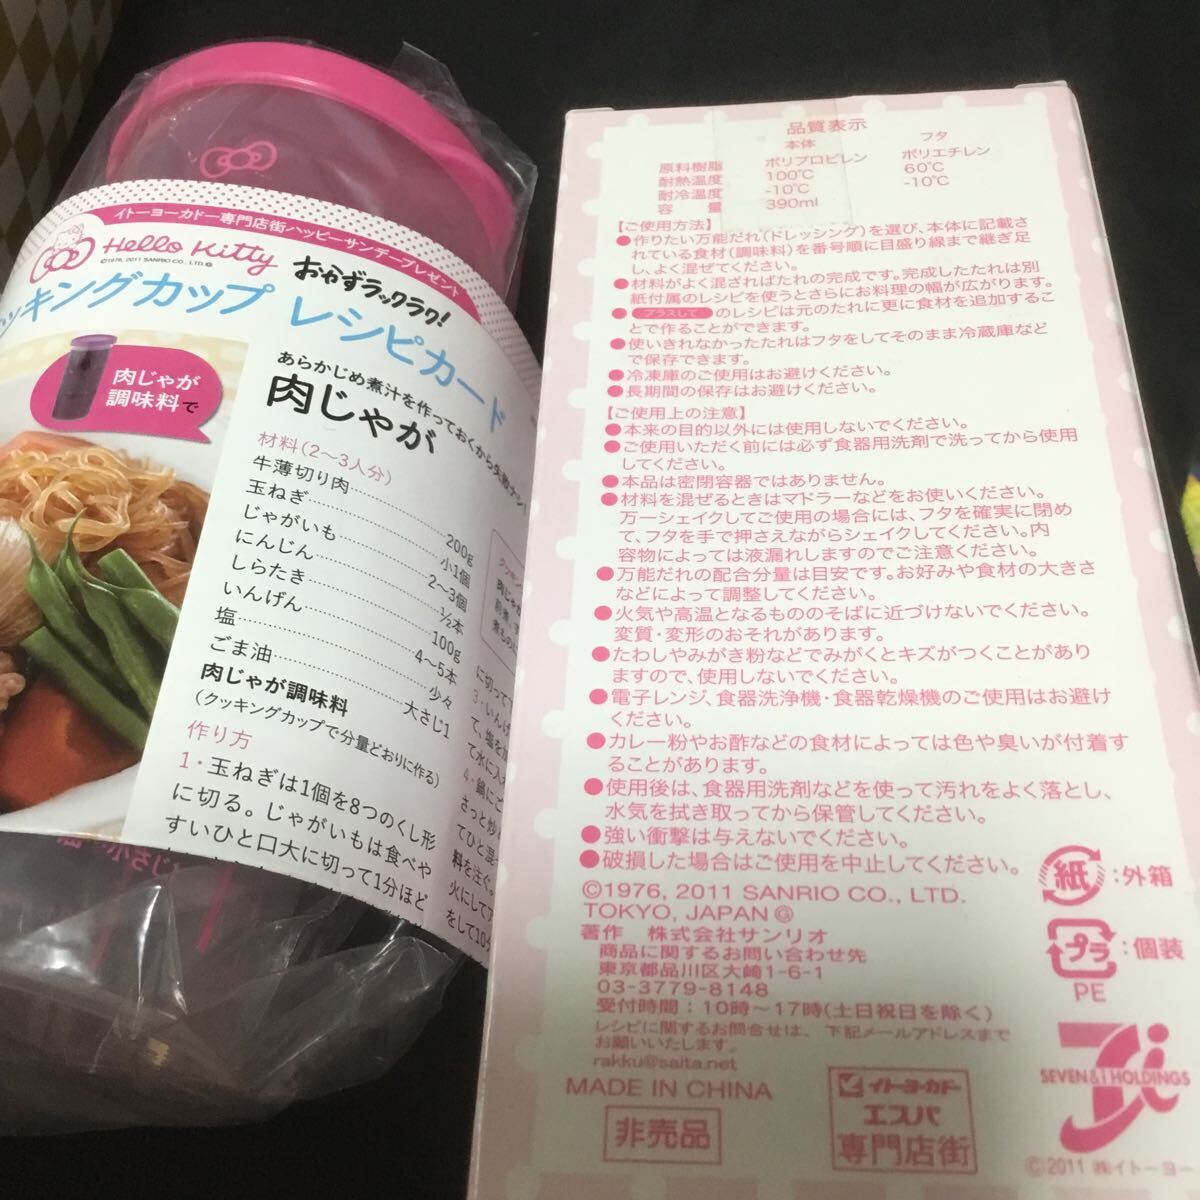 イトーヨーカドー専門店街ハッピーサンデープレゼント
Hello Kitty
©1976, 2011 SANRIO CO., LTD. Ⓖ
おかずラックラク!
ッキングカップ レシピカード
肉じゃが
調味料で
あらかじめ煮汁を作っておくから失敗ナシ!
肉じゃが
材料(2〜3人分)
牛薄切り肉……200g
玉ねぎ……小1個
じゃがいも……2〜3個
にんじん……½本
しらたき……100g
いんげん……4〜5本
塩……少々
ごま油……大さじ1
肉じゃが調味料
(クッキングカップで分量どおりに作る)
作り方
1・玉ねぎは1個を8つのくし形
に切る。じゃがいもは食べや
すいひと口大に切って1分ほど
品質表示
本体 フタ
原料樹脂 ポリプロピレン ポリエチレン
耐熱温度 100℃ 60℃
耐冷温度 -10℃ -10℃
容量 390ml
【ご使用方法】
●作りたい万能だれ(ドレッシング)を選び、本体に記載さ
れている食材(調味料)を番号順に目盛り線まで継ぎ足
し、よく混ぜてください。
●材料がよく混ざればたれの完成です。完成したたれは別
紙付属のレシピを使うとさらにお料理の幅が広がります。
●プラスしてのレシピは元のたれに更に食材を追加するこ
とで作ることができます。
●使いきれなかったたれはフタをしてそのまま冷蔵庫など
で保存できます。
●冷凍庫のご使用はお避けください。
●長期間の保存はお避けください。
【ご使用上の注意】
●本来の目的以外には使用しないでください。
●ご使用いただく前には必ず食器用洗剤で洗ってから使用
してください。
●本品は密閉容器ではありません。
●材料を混ぜるときはマドラーなどをお使いください。
万一シェイクしてご使用の場合には、フタを確実に閉め
て、フタを手で押さえながらシェイクしてください。内
容物によっては液漏れしますのでご注意ください。
●万能だれの配合分量は目安です。お好みや食材の大きさ
などによって調整してください。
●火気や高温となるもののそばに近づけないでください。
変質・変形のおそれがあります。
●たわしやみがき粉などでみがくとキズがつくことがあり
ますので、使用しないでください。
●電子レンジ、食器洗浄機・食器乾燥機のご使用はお避け
ください。
●カレー粉やお酢などの食材によっては色や臭いが付着す
ることがあります。
●使用後は、食器用洗剤などを使って汚れをよく落とし、
水気を拭き取ってから保管してください。
●強い衝撃は与えないでください。
●破損した場合はご使用を中止してください。
©1976, 2011 SANRIO CO., LTD.
TOKYO, JAPAN Ⓖ
著作 株式会社サンリオ
商品に関するお問い合わせ先
東京都品川区大崎1-6-1
03-3779-8148
受付時間:10時〜17時(土日祝日を除く)
レシピに関するお問合せは、下記メールアドレスまで
お願いいたします。
rakku@saita.net
MADE IN CHINA
非売品
イトーヨーカドー
エスパ
専門店街
紙:外箱
プラ:個装
PE
SEVEN&i HOLDINGS
©2011 ㈱イトーヨー